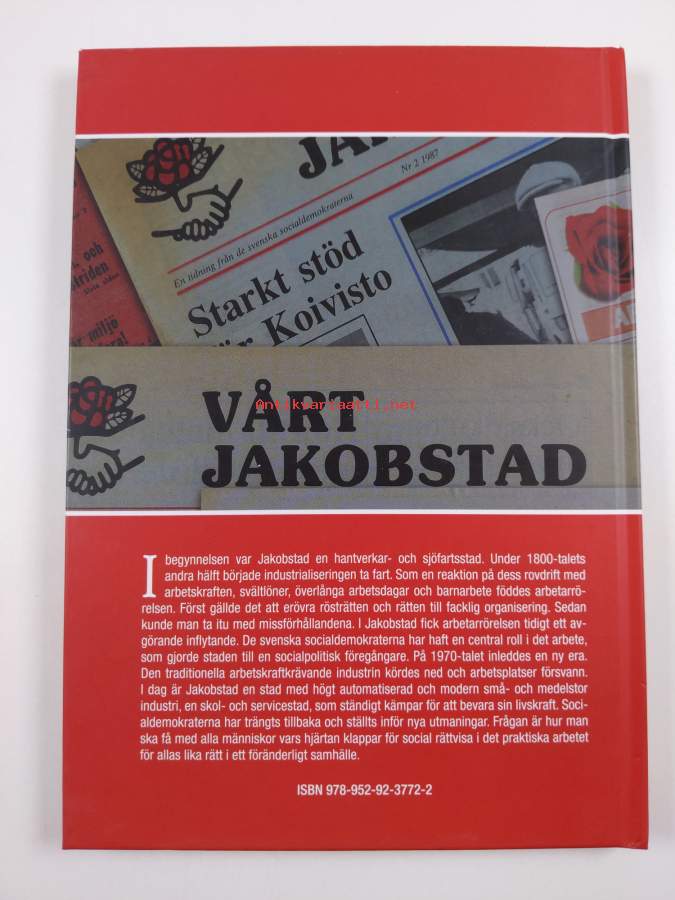 JA
Nr 2 1987
En tidning från de svenska socialdemokraterna
och
triden
Starkt stöd
för Koivisto
miljö
A
Antikvariaatti.net
VÅRT
JAKOBSTAD
I begynnelsen var Jakobstad en hantverkar- och sjöfartsstad. Under 1800-talets
andra hälft började industrialiseringen ta fart. Som en reaktion på dess rovdrift med
arbetskraften, svältlöner, överlånga arbetsdagar och barnarbete föddes arbetarrö-
relsen. Först gällde det att erövra rösträtten och rätten till facklig organisering. Sedan
kunde man ta itu med missförhållandena. I Jakobstad fick arbetarrörelsen tidigt ett av-
görande inflytande. De svenska socialdemokraterna har haft en central roll i det arbete,
som gjorde staden till en socialpolitisk föregångare. På 1970-talet inleddes en ny era.
Den traditionella arbetskraftkrävande industrin kördes ned och arbetsplatser försvann.
I dag är Jakobstad en stad med högt automatiserad och modern små- och medelstor
industri, en skol- och servicestad, som ständigt kämpar för att bevara sin livskraft. Soci-
aldemokraterna har trängts tillbaka och ställts inför nya utmaningar. Frågan är hur man
ska få med alla människor vars hjärtan klappar för social rättvisa i det praktiska arbetet
för allas lika rätt i ett föränderligt samhälle.
ISBN 978-952-92-3772-2